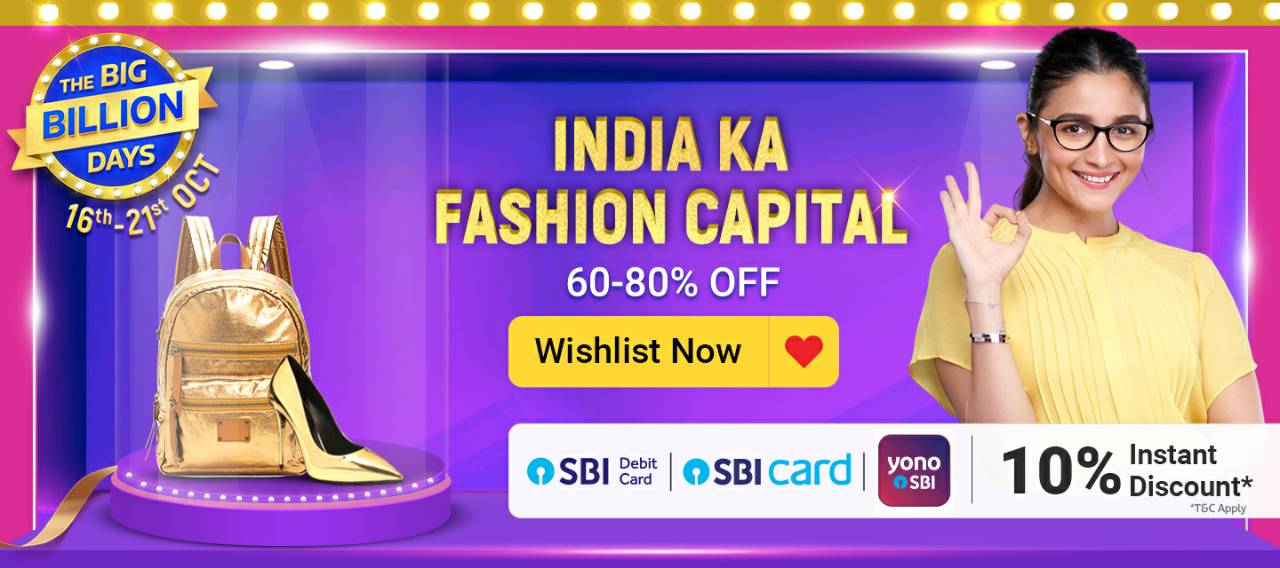 THE BIG
BILLION
DAYS
16th-21st OCT
INDIA KA
FASHION CAPITAL
60-80% OFF
Wishlist Now
SBI Debit Card
SBI card
yono
SBI
10% Instant Discount*
*T&C Apply